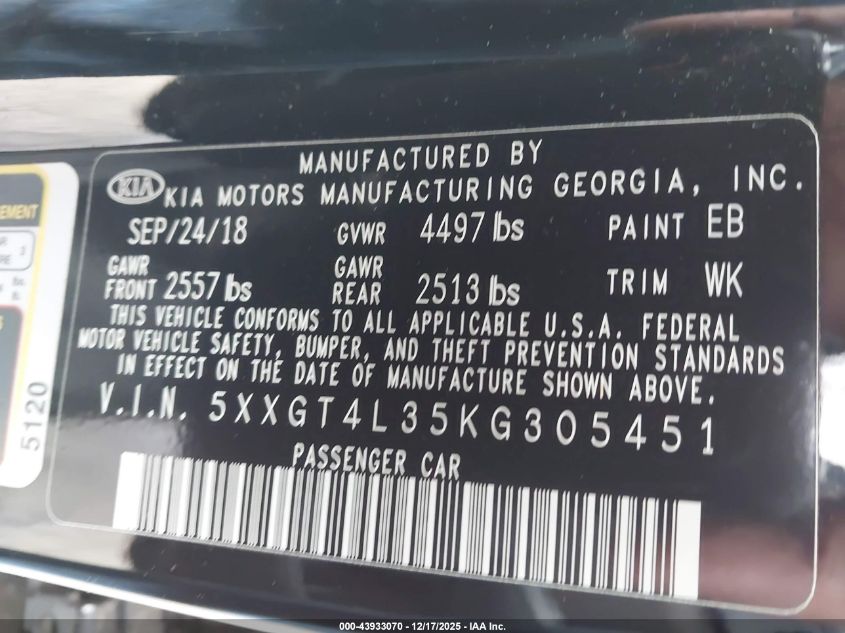 MANUFACTURED BY
KIA KIA MOTORS MANUFACTURING GEORGIA, INC.
SEP/24/18 GVWR 4497 lbs PAINT EB
GAWR FRONT 2557 lbs GAWR REAR 2513 lbs TRIM WK
THIS VEHICLE CONFORMS TO ALL APPLICABLE U.S.A. FEDERAL
MOTOR VEHICLE SAFETY, BUMPER, AND THEFT PREVENTION STANDARDS
IN EFFECT ON THE DATE OF MANUFACTURE SHOWN ABOVE.
V.I.N. 5XXGT4L35KG305451
PASSENGER CAR
5120
000-43933070 – 12/17/2025 – IAA Inc.